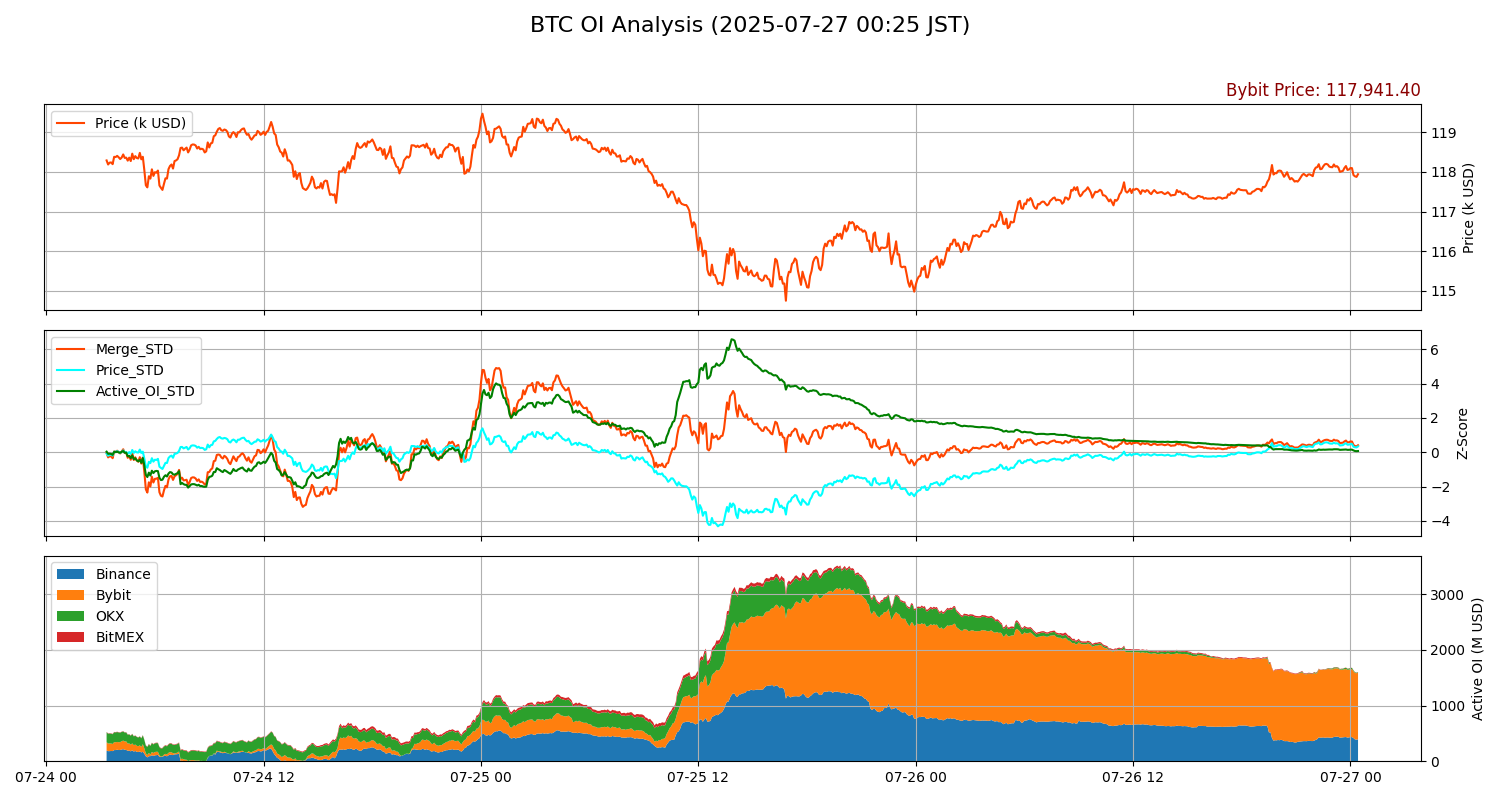 BTC OI Analysis (2025-07-27 00:25 JST)
Bybit Price: 117,941.40
Price (k USD)
119
118
117
116
115
Price (k USD)
Merge_STD
Price_STD
Active_OI_STD
6
4
2
0
−2
−4
Z-Score
Binance
Bybit
OKX
BitMEX
3000
2000
1000
0
Active OI (M USD)
07-24 00
07-24 12
07-25 00
07-25 12
07-26 00
07-26 12
07-27 00